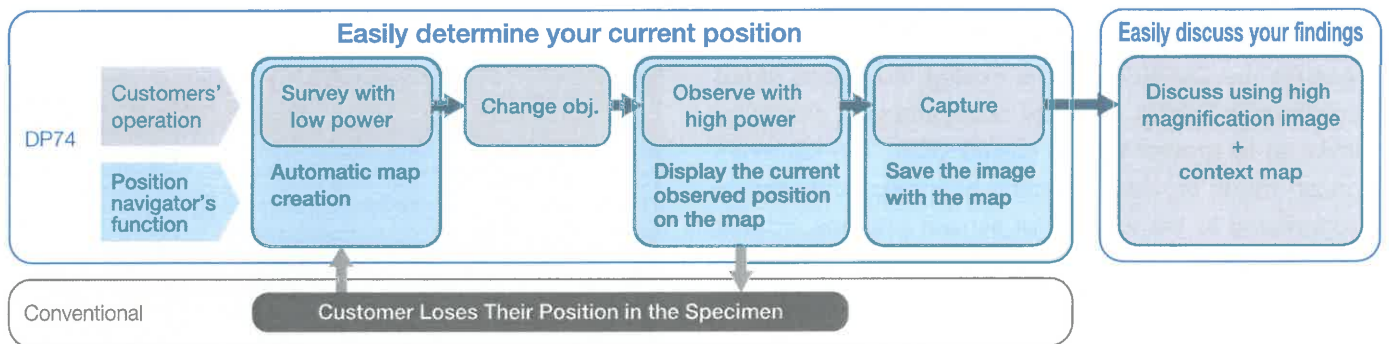 Easily determine your current position
Easily discuss your findings
DP74
Customers'
operation
Survey with
low power
Change obj.
Observe with
high power
Capture
Discuss using high
magnification image
+
context map
Position
navigator's
function
Automatic map
creation
Display the current
observed position
on the map
Save the image
with the map
Conventional
Customer Loses Their Position in the Specimen